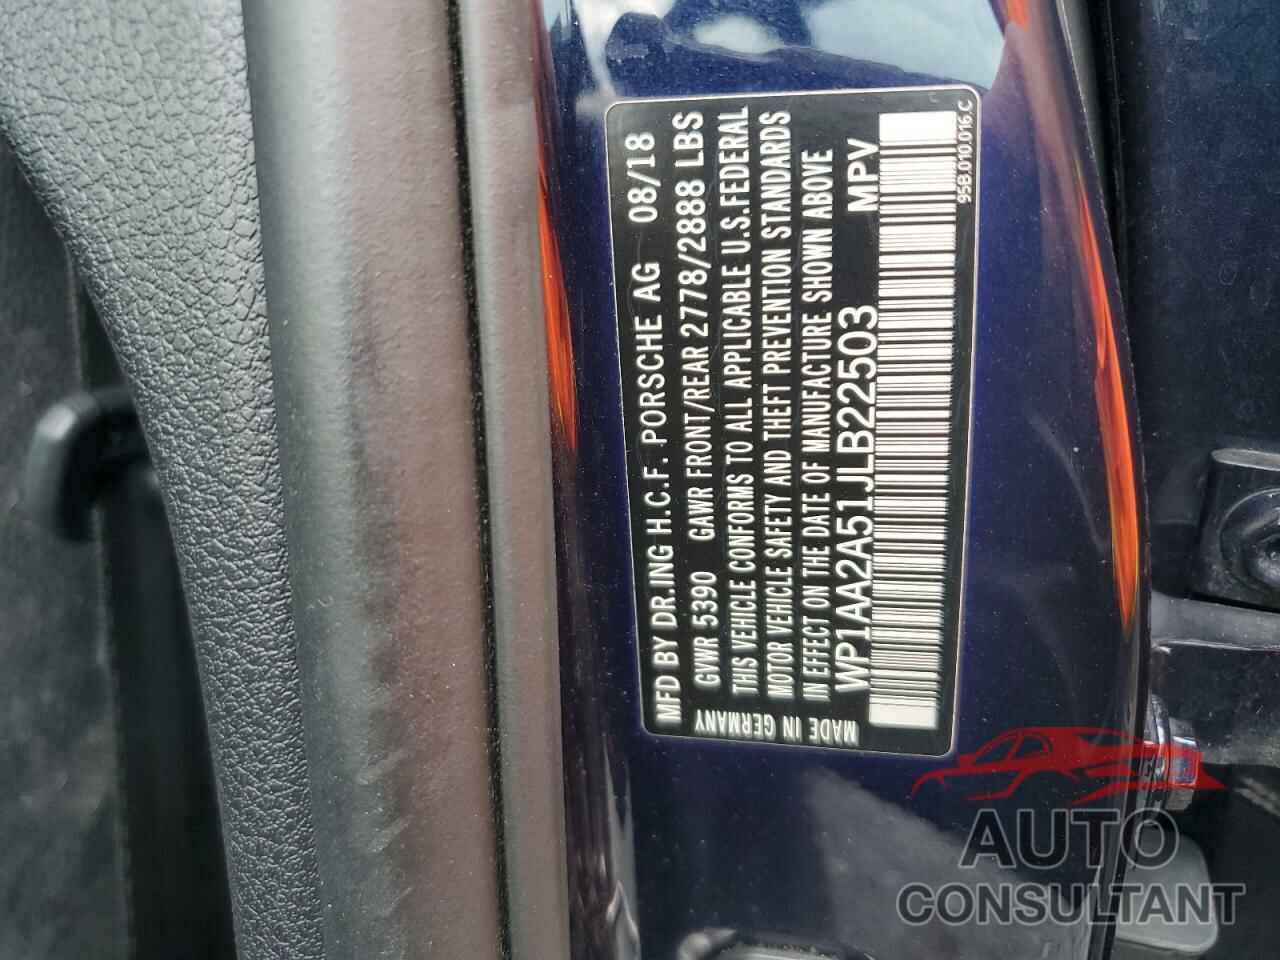 MFD BY DR.ING H.C.F. PORSCHE AG 08/18
GVWR 5390 GAWR FRONT/REAR 2778/2888 LBS
THIS VEHICLE CONFORMS TO ALL APPLICABLE U.S.FEDERAL
MOTOR VEHICLE SAFETY AND THEFT PREVENTION STANDARDS
IN EFFECT ON THE DATE OF MANUFACTURE SHOWN ABOVE
WP1AA2A51JLB22503 MPV
MADE IN GERMANY
95B.010.016.C
AUTO
CONSULTANT